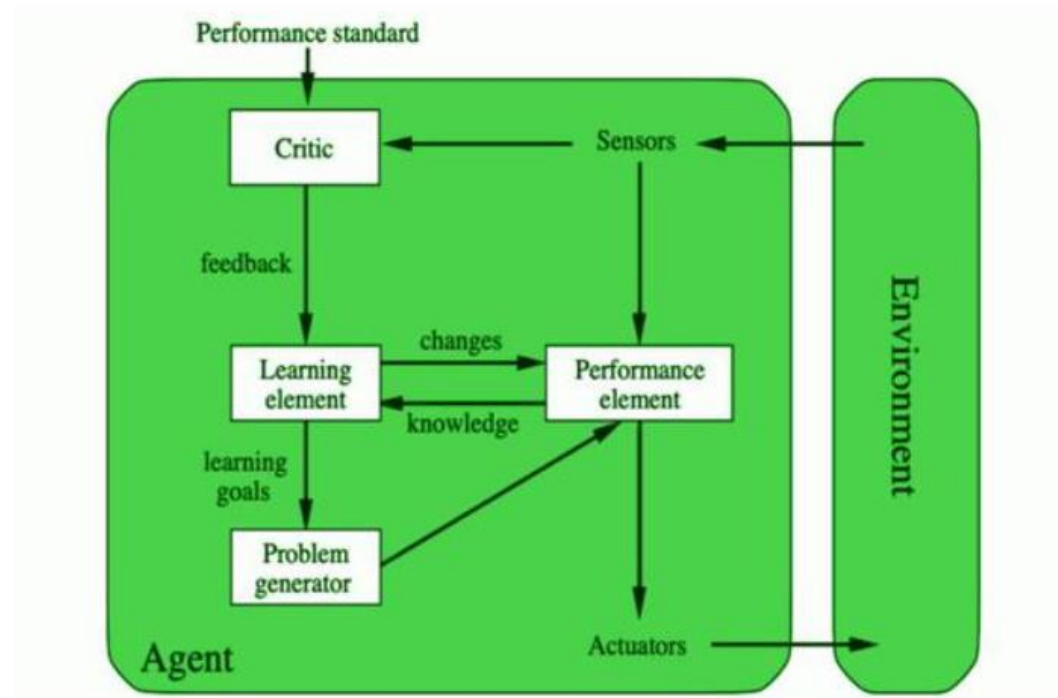 Performance standard
Critic
Sensors
feedback
changes
Learning
element
Performance
element
knowledge
learning
goals
Problem
generator
Agent
Actuators
Environment